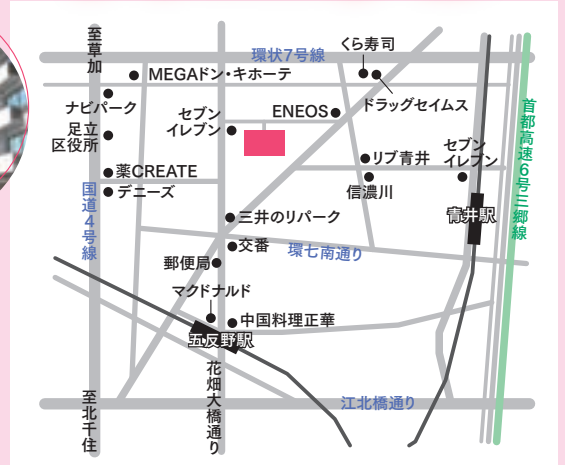 至草加
環状7号線
くら寿司
MEGAドン・キホーテ
ナビパーク
セブン
イレブン
ENEOS
ドラッグセイムス
足立
区役所
リブ青井
セブン
イレブン
首都高速6号三郷線
薬CREATE
デニーズ
信濃川
国道4号線
三井のリパーク
青井駅
交番
環七南通り
郵便局
マクドナルド
中国料理正華
五反野駅
花畑大橋通り
至北千住
江北橋通り